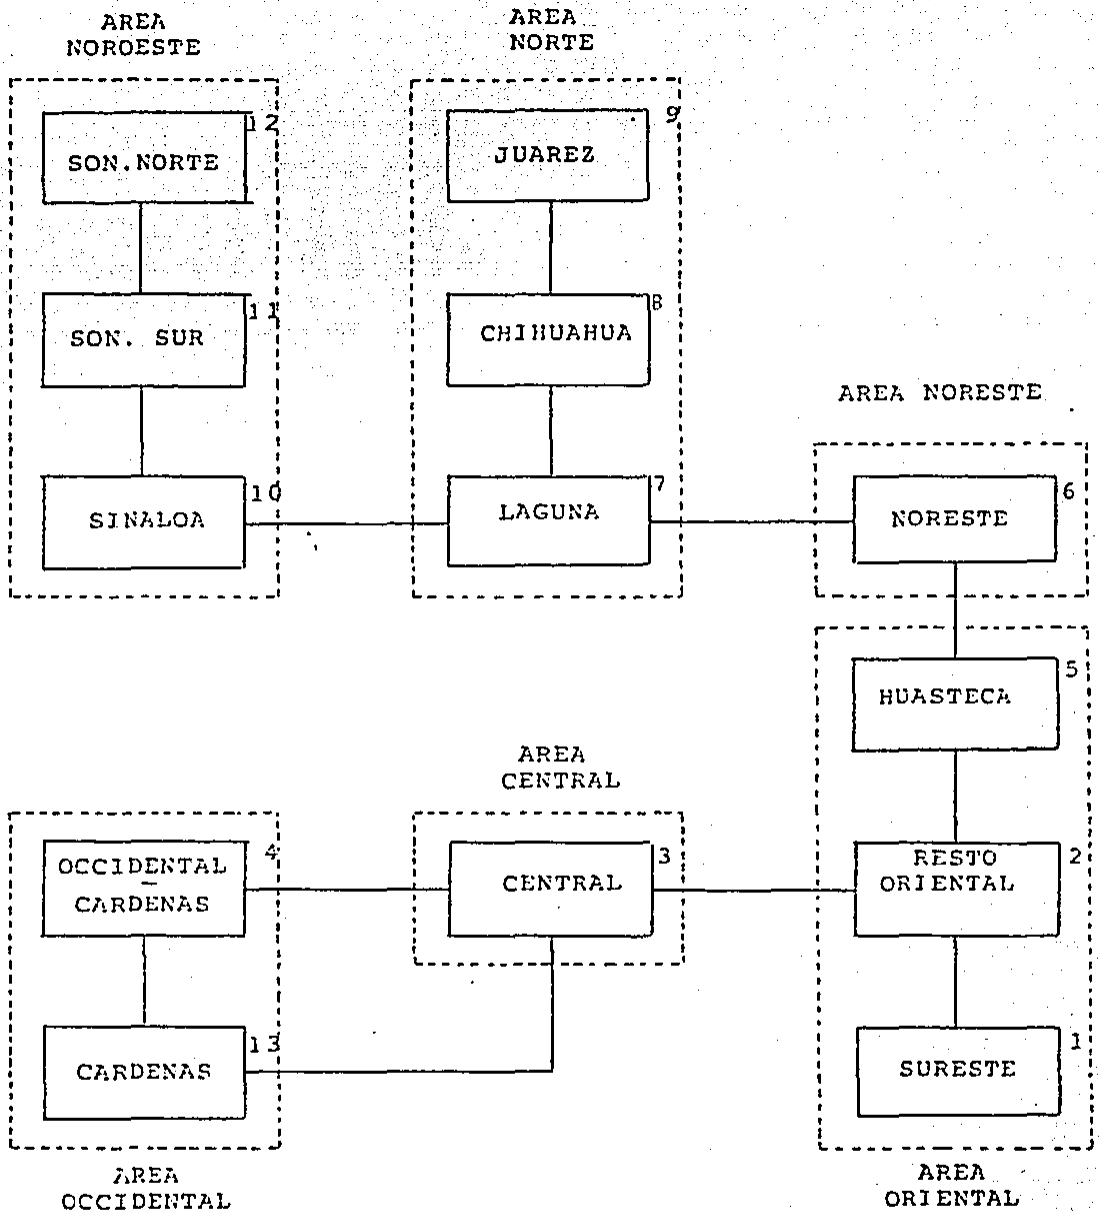 AREA
NOROESTE
AREA
NORTE
12
SON.NORTE
9
JUAREZ
11
SON. SUR
8
CHIHUAHUA
AREA NORESTE
10
SINALOA
7
LAGUNA
6
NORESTE
5
HUASTECA
AREA
CENTRAL
4
OCCIDENTAL
-
CARDENAS
3
CENTRAL
2
RESTO
ORIENTAL
13
CARDENAS
1
SURESTE
AREA
OCCIDENTAL
AREA
ORIENTAL